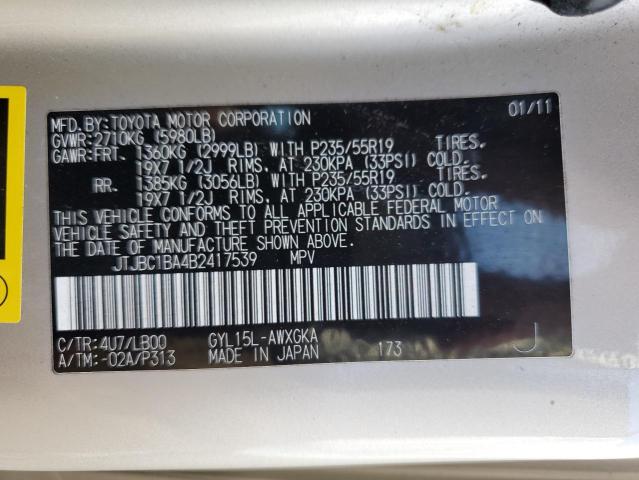 MFD. BY: TOYOTA MOTOR CORPORATION 01/11
GVWR: 2710KG (5980LB)
GAWR: FRT. 1360KG (2999LB) WITH P235/55R19 TIRES.
19X7 1/2J RIMS. AT 230KPA (33PSI) COLD.
RR. 1385KG (3056LB) WITH P235/55R19 TIRES.
19X7 1/2J RIMS. AT 230KPA (33PSI) COLD.
THIS VEHICLE CONFORMS TO ALL APPLICABLE FEDERAL MOTOR
VEHICLE SAFETY AND THEFT PREVENTION STANDARDS IN EFFECT ON
THE DATE OF MANUFACTURE SHOWN ABOVE.
JTJBC1BA4B2417539 MPV
C/TR: 4U7/LB00 GYL15L-AWXGKA
A/TM: -02A/P313 MADE IN JAPAN 173 J